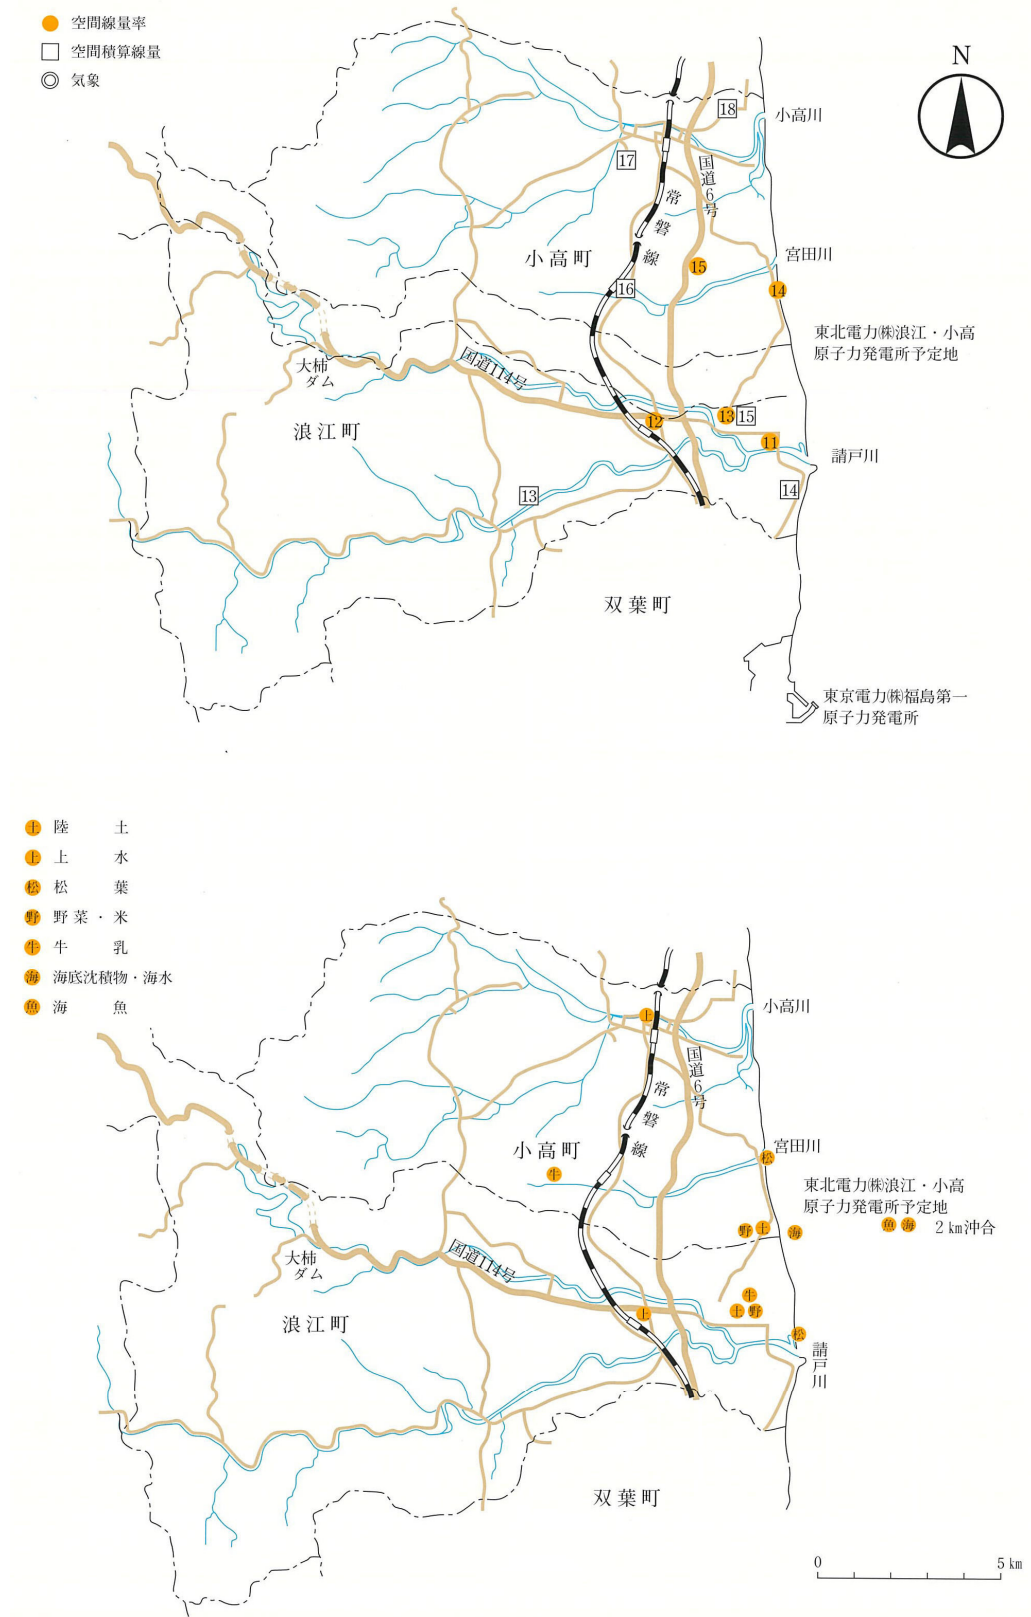 空間線量率
空間積算線量
気象
N
18
小高川
17
国道6号
常磐線
小高町
宮田川
15
16
14
東北電力㈱浪江・小高
原子力発電所予定地
大柿
ダム
国道114号
浪江町
12
13
15
11
請戸川
13
14
双葉町
東京電力㈱福島第一
原子力発電所
土 陸土
上 上水
松 松葉
野 野菜・米
牛 牛乳
海 海底沈積物・海水
魚 海魚
小高川
上
国道6号
常磐線
小高町
牛
宮田川
松
東北電力㈱浪江・小高
原子力発電所予定地
野 土 海
魚 海 2km沖合
大柿
ダム
国道114号
浪江町
牛
上
土 野
松
請戸川
双葉町
0 5km